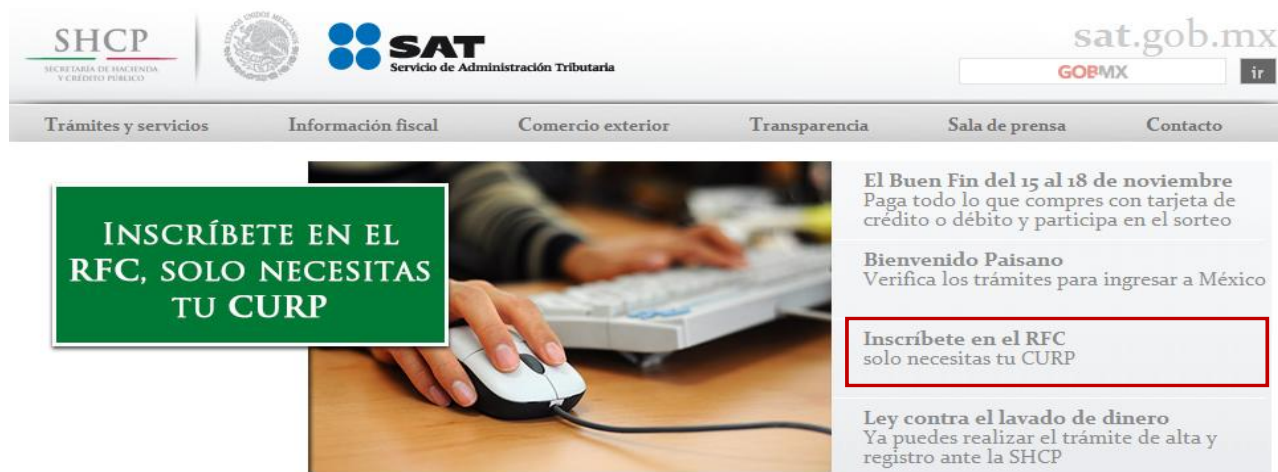 SHCP
SECRETARÍA DE HACIENDA
Y CRÉDITO PÚBLICO
ESTADOS UNIDOS MEXICANOS
SAT
Servicio de Administración Tributaria
sat.gob.mx
GOBMX
ir
Trámites y servicios Información fiscal Comercio exterior Transparencia Sala de prensa Contacto
INSCRÍBETE EN EL
RFC, SOLO NECESITAS
TU CURP
El Buen Fin del 15 al 18 de noviembre
Paga todo lo que compres con tarjeta de
crédito o débito y participa en el sorteo
Bienvenido Paisano
Verifica los trámites para ingresar a México
Inscríbete en el RFC
solo necesitas tu CURP
Ley contra el lavado de dinero
Ya puedes realizar el trámite de alta y
registro ante la SHCP